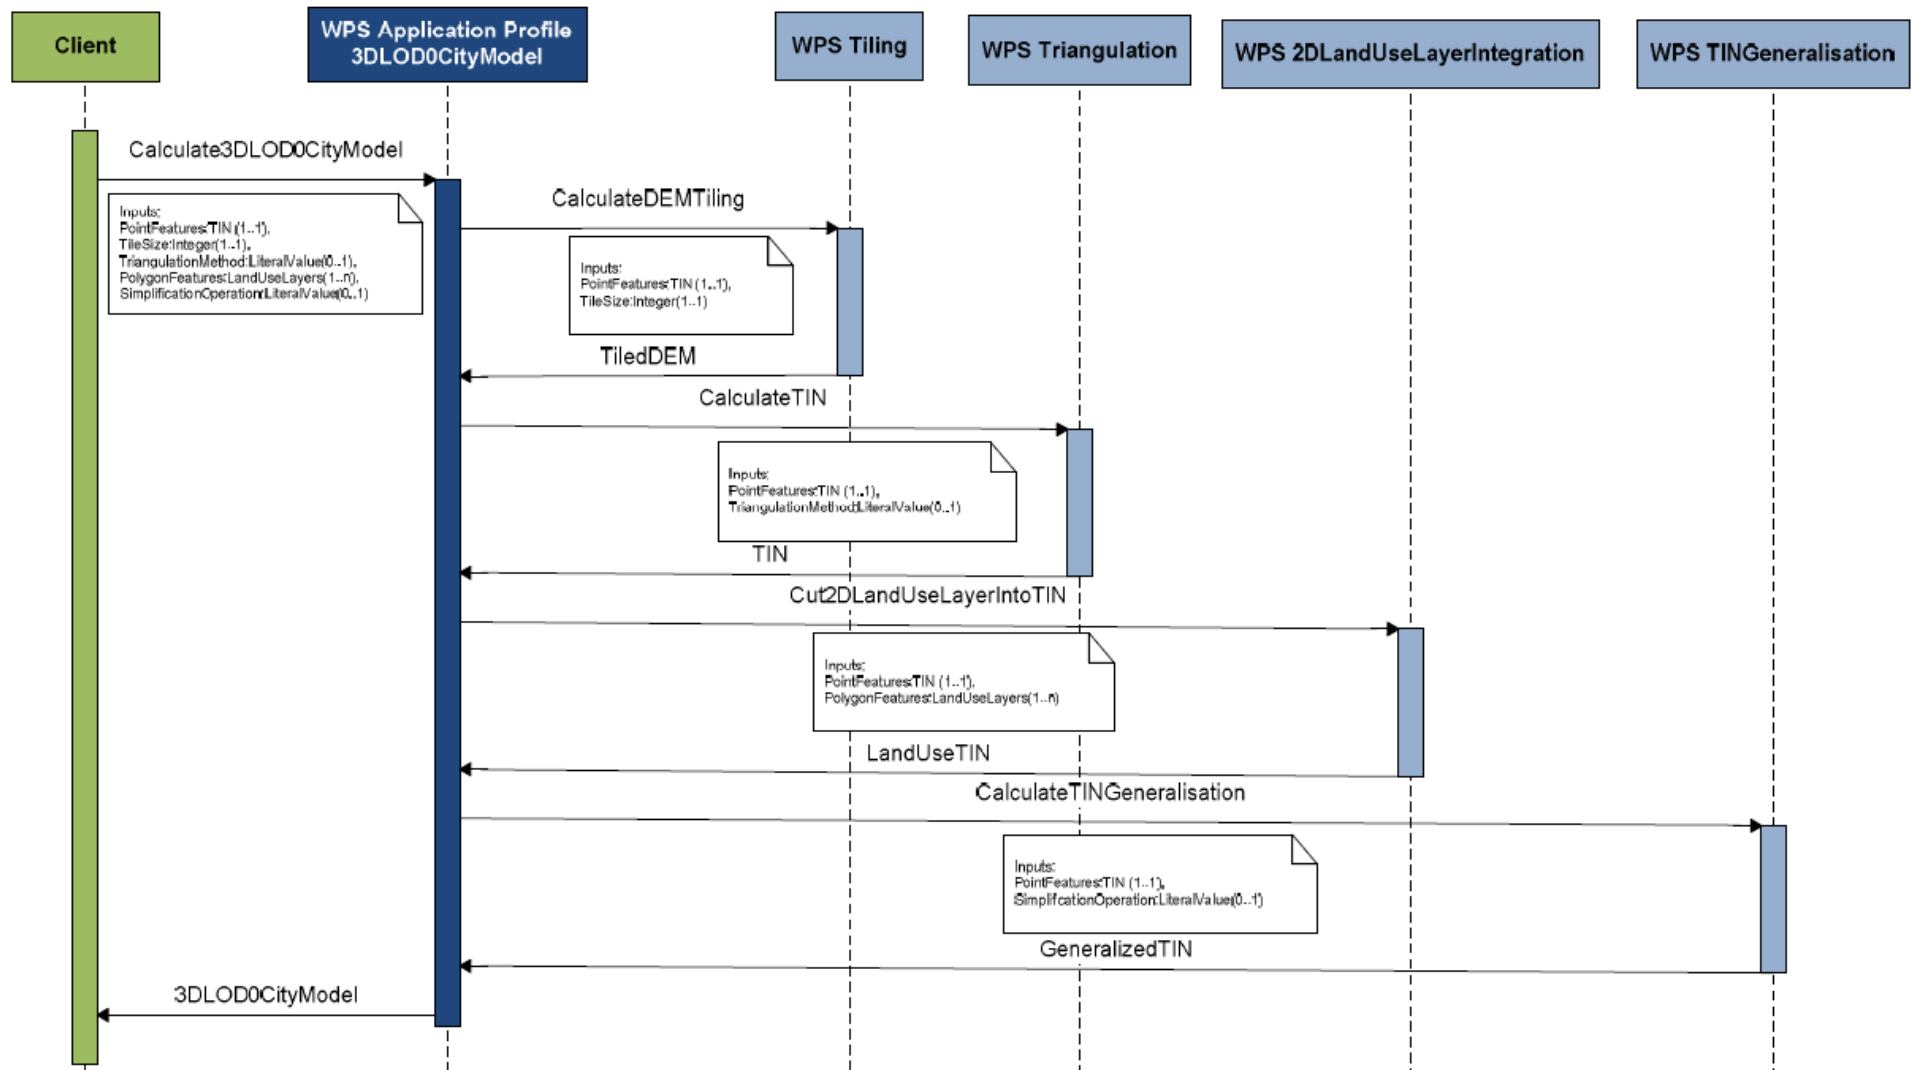 Client
WPS Application Profile
3DLOD0CityModel
WPS Tiling
WPS Triangulation
WPS 2DLandUseLayerIntegration
WPS TINGeneralisation
Calculate3DLOD0CityModel
Inputs:
PointFeatures:TIN (1..1),
TileSize:Integer(1..1),
TriangulationMethod:LiteralValue(0..1),
PolygonFeatures:LandUseLayers(1..n),
SimplificationOperation:LiteralValue(0..1)
CalculateDEMTiling
Inputs:
PointFeatures:TIN (1..1),
TileSize:Integer(1..1)
TiledDEM
CalculateTIN
Inputs:
PointFeatures:TIN (1..1),
TriangulationMethod:LiteralValue(0..1)
TIN
Cut2DLandUseLayerIntoTIN
Inputs:
PointFeatures:TIN (1..1),
PolygonFeatures:LandUseLayers(1..n)
LandUseTIN
CalculateTINGeneralisation
Inputs:
PointFeatures:TIN (1..1),
SimplifcationOperation:LiteralValue(0..1)
GeneralizedTIN
3DLOD0CityModel